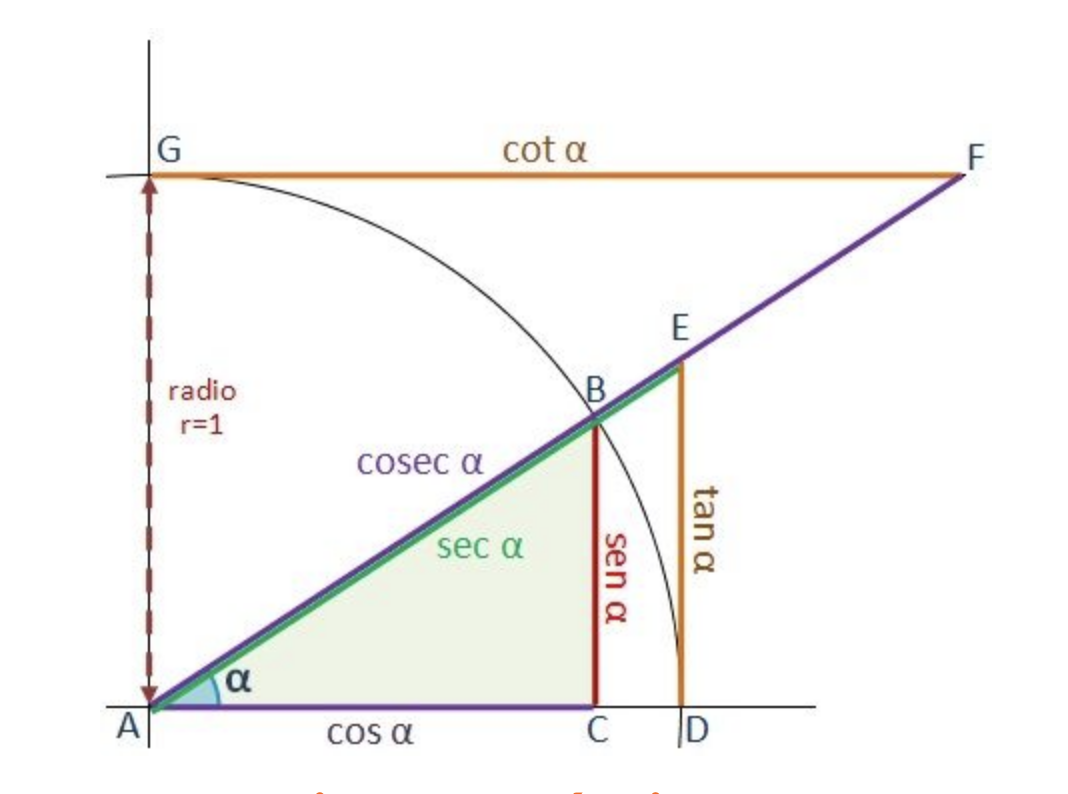 G
cot α
F
E
B
radio
r=1
cosec α
sec α
sen α
tan α
α
A
cos α
C
D